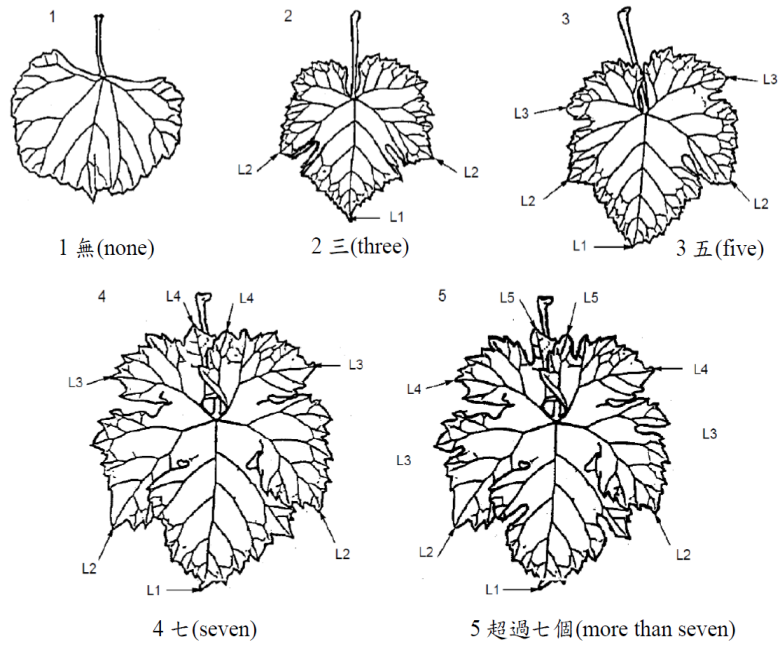 1
2
3
L3
L3
L2
L2
L2
L2
L1
L1
1 無(none)
2 三(three)
3 五(five)
4
L4
L4
5
L5
L5
L3
L3
L4
L4
L3
L3
L2
L2
L2
L2
L1
L1
4 七(seven)
5 超過七個(more than seven)